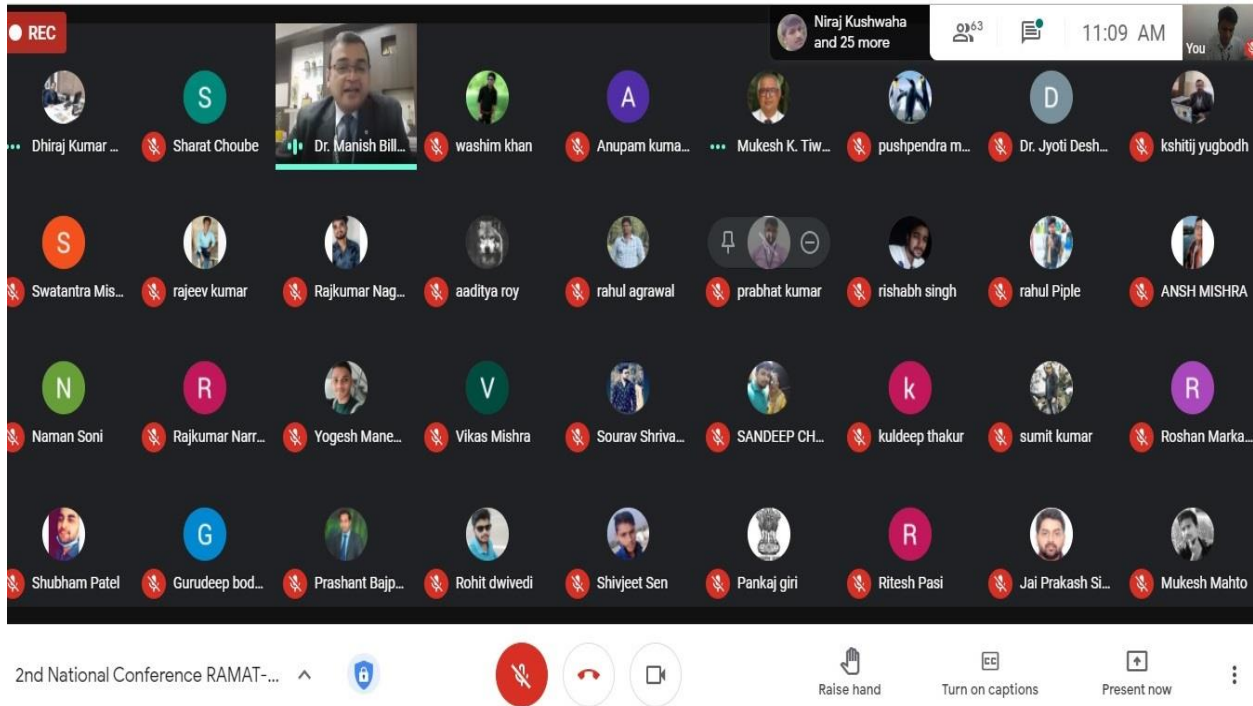 REC
Niraj Kushwaha
and 25 more
63
11:09 AM
You
Dhiraj Kumar ...
S
Sharat Choube
Dr. Manish Bill...
washim khan
A
Anupam kuma...
Mukesh K. Tiw...
pushpendra m...
D
Dr. Jyoti Desh...
kshitij yugbodh
S
Swatantra Mis...
rajeev kumar
Rajkumar Nag...
aaditya roy
rahul agrawal
prabhat kumar
rishabh singh
rahul Piple
ANSH MISHRA
N
Naman Soni
R
Rajkumar Narr...
Yogesh Mane...
V
Vikas Mishra
Sourav Shriva...
SANDEEP CH...
k
kuldeep thakur
sumit kumar
R
Roshan Marka...
Shubham Patel
G
Gurudeep bod...
Prashant Bajp...
Rohit dwivedi
Shivjeet Sen
Pankaj giri
R
Ritesh Pasi
Jai Prakash Si...
Mukesh Mahto
2nd National Conference RAMAT-...
Raise hand
CC
Turn on captions
Present now